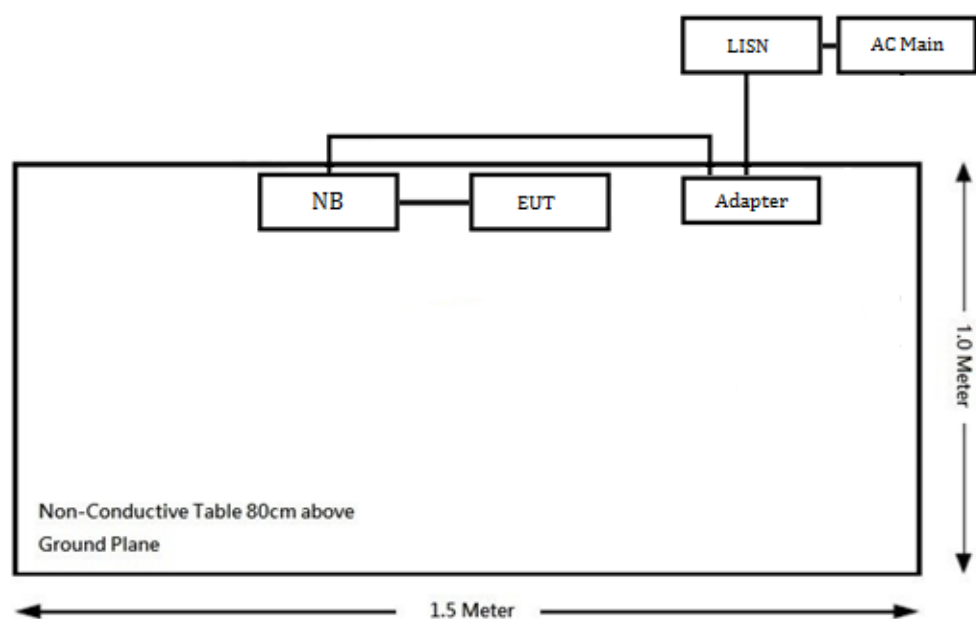 LISN
AC Main
NB
EUT
Adapter
1.0 Meter
Non-Conductive Table 80cm above
Ground Plane
1.5 Meter